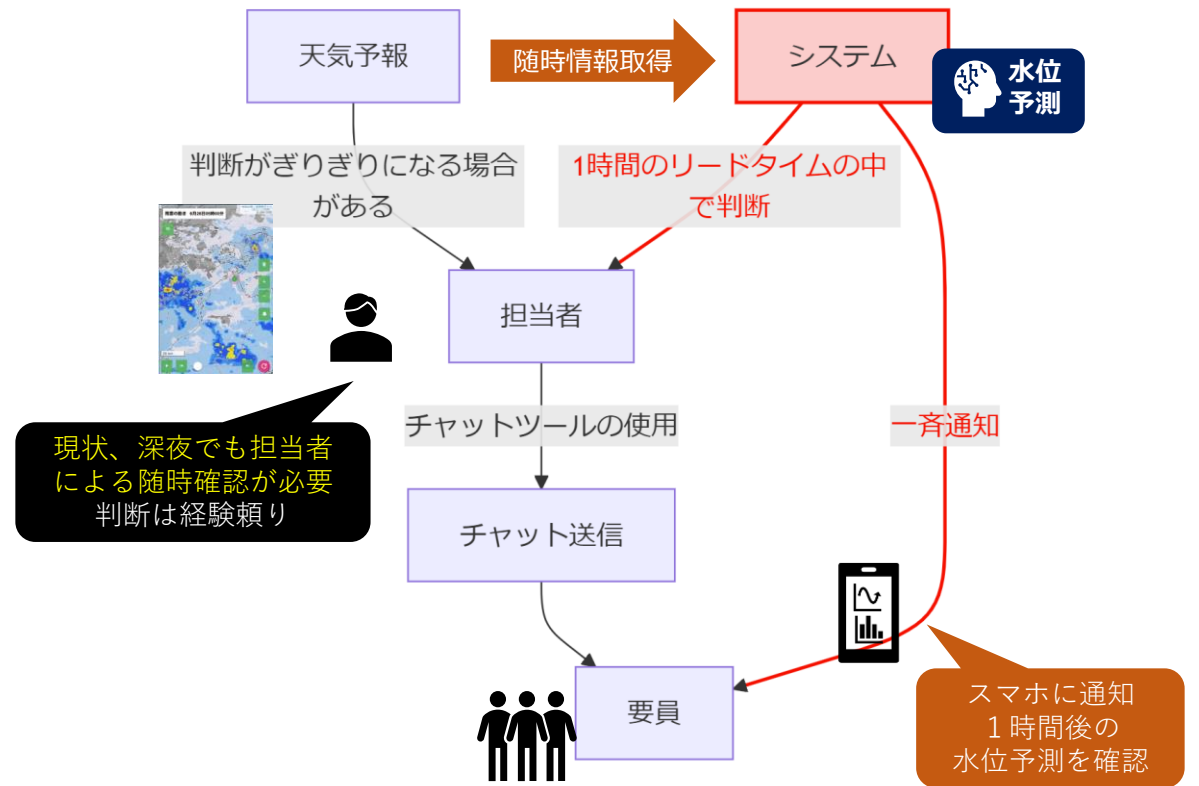 天気予報
随時情報取得
システム
水位
予測
判断がぎりぎりになる場合
がある
1時間のリードタイムの中
で判断
担当者
現状、深夜でも担当者
による随時確認が必要
判断は経験頼り
チャットツールの使用
一斉通知
チャット送信
要員
スマホに通知
１時間後の
水位予測を確認